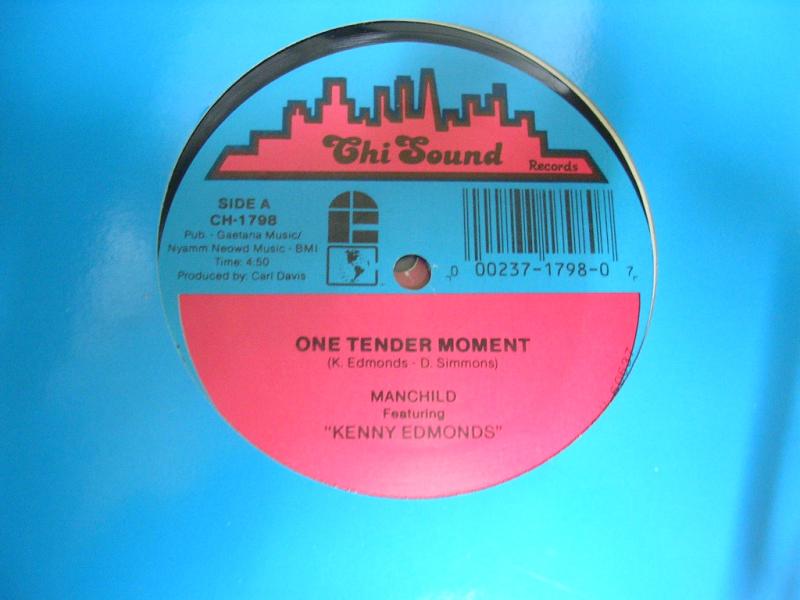 Chi Sound
Records
SIDE A
CH-1798
Pub. - Gaetana Music/
Nyamm Neowd Music - BMI
Time: 4:50
Produced by: Carl Davis
0 00237-1798-0 7
ONE TENDER MOMENT
(K. Edmonds - D. Simmons)
MANCHILD
Featuring
"KENNY EDMONDS"